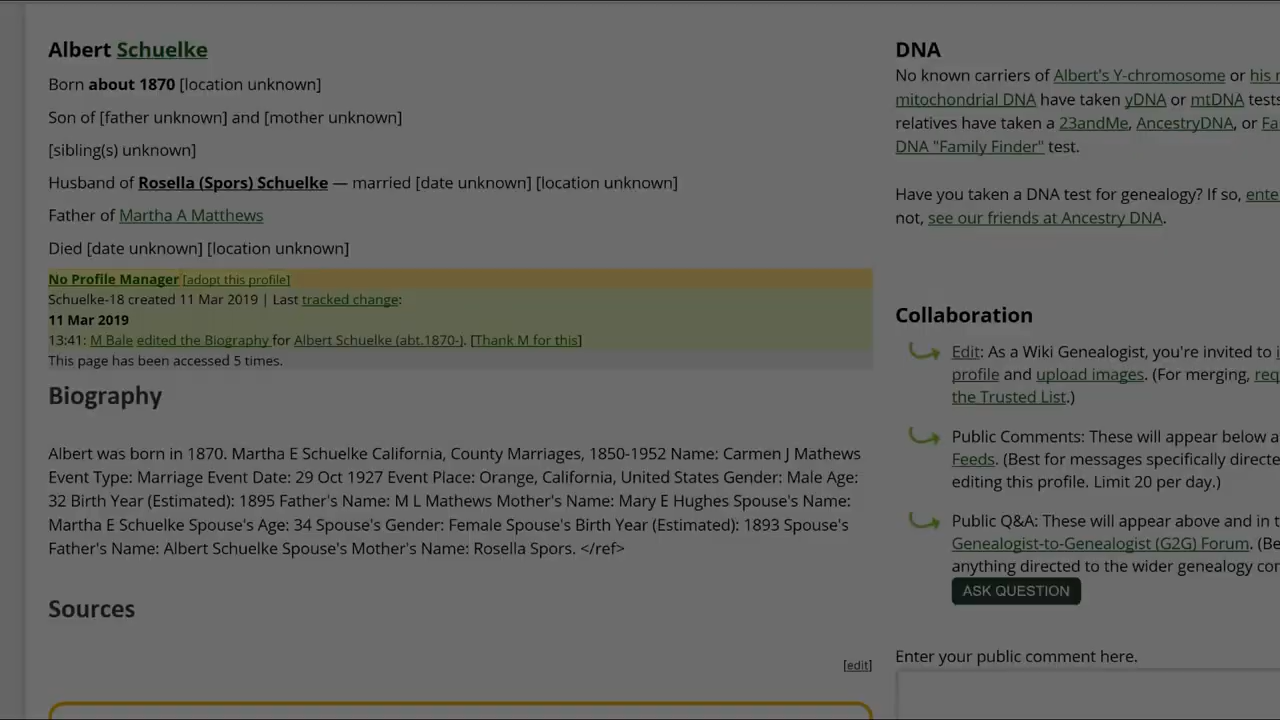 Albert Schuelke
Born about 1870 [location unknown]
Son of [father unknown] and [mother unknown]
[sibling(s) unknown]
Husband of Rosella (Spors) Schuelke — married [date unknown] [location unknown]
Father of Martha A Matthews
Died [date unknown] [location unknown]
No Profile Manager [adopt this profile]
Schuelke-18 created 11 Mar 2019 | Last tracked change:
11 Mar 2019
13:41: M Bale edited the Biography for Albert Schuelke (abt.1870-). [Thank M for this]
This page has been accessed 5 times.
Biography
Albert was born in 1870. Martha E Schuelke California, County Marriages, 1850-1952 Name: Carmen J Mathews
Event Type: Marriage Event Date: 29 Oct 1927 Event Place: Orange, California, United States Gender: Male Age:
32 Birth Year (Estimated): 1895 Father's Name: M L Mathews Mother's Name: Mary E Hughes Spouse's Name:
Martha E Schuelke Spouse's Age: 34 Spouse's Gender: Female Spouse's Birth Year (Estimated): 1893 Spouse's
Father's Name: Albert Schuelke Spouse's Mother's Name: Rosella Spors. </ref>
Sources
[edit]
DNA
No known carriers of Albert's Y-chromosome or his
mitochondrial DNA have taken yDNA or mtDNA tests
relatives have taken a 23andMe, AncestryDNA, or
DNA "Family Finder" test.
Have you taken a DNA test for genealogy? If so,
not, see our friends at Ancestry DNA.
Collaboration
Edit: As a Wiki Genealogist, you're invited to
profile and upload images. (For merging,
the Trusted List.)
Public Comments: These will appear below
Feeds. (Best for messages specifically
editing this profile. Limit 20 per day.)
Public Q&A: These will appear above and in
Genealogist-to-Genealogist (G2G) Forum.
anything directed to the wider genealogy
ASK QUESTION
Enter your public comment here.